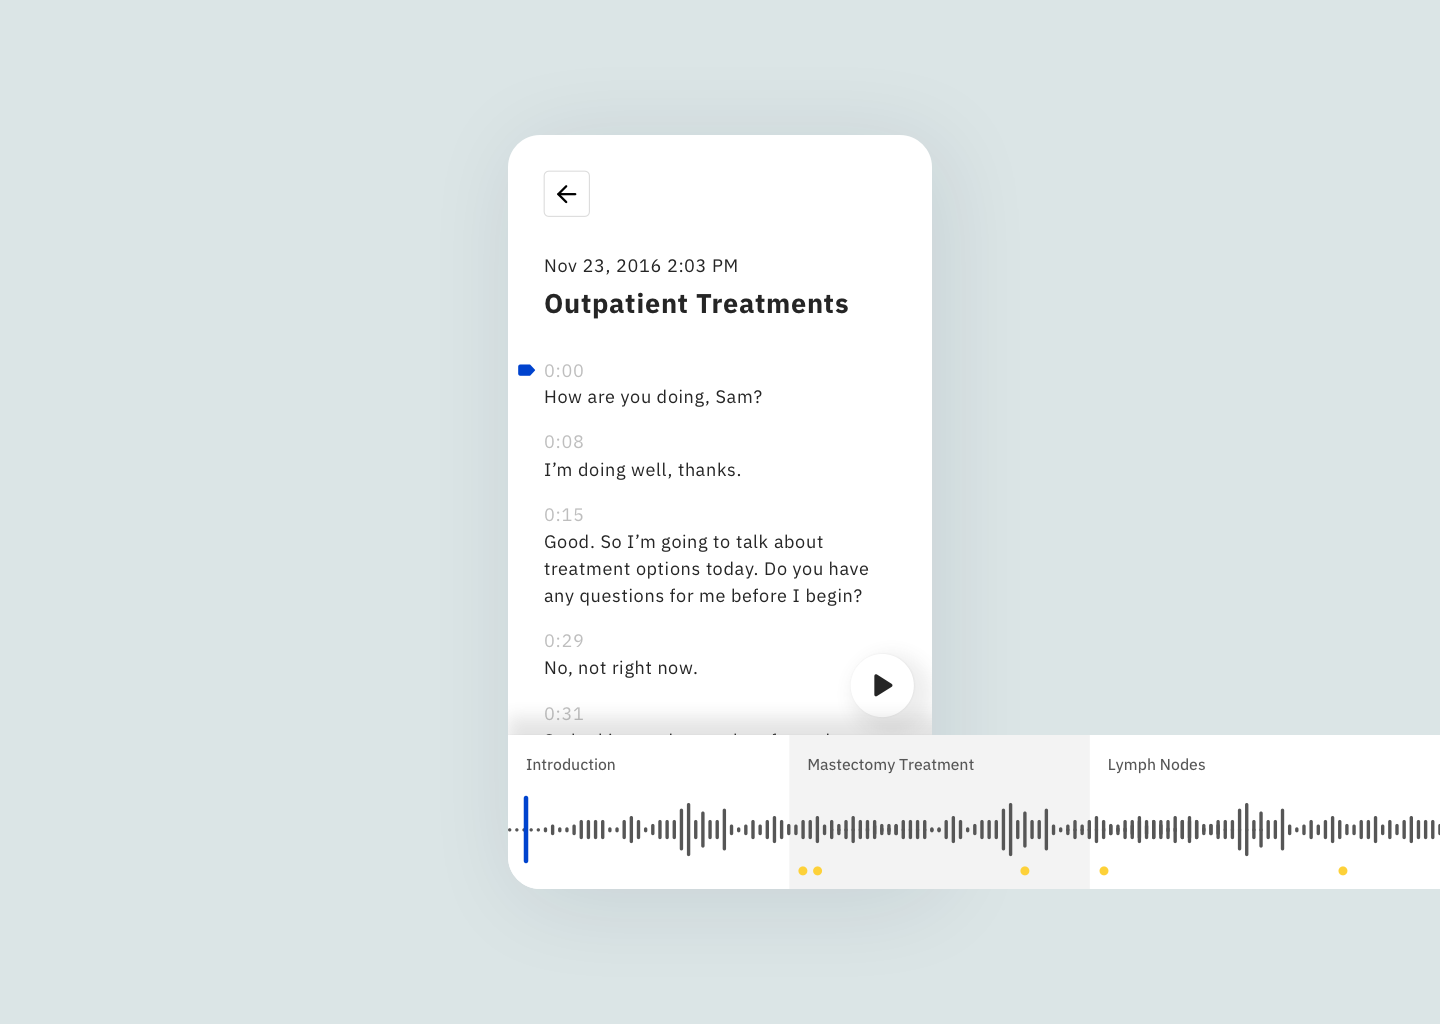 Nov 23, 2016 2:03 PM
Outpatient Treatments
0:00
How are you doing, Sam?
0:08
I’m doing well, thanks.
0:15
Good. So I’m going to talk about
treatment options today. Do you have
any questions for me before I begin?
0:29
No, not right now.
0:31
Introduction
Mastectomy Treatment
Lymph Nodes